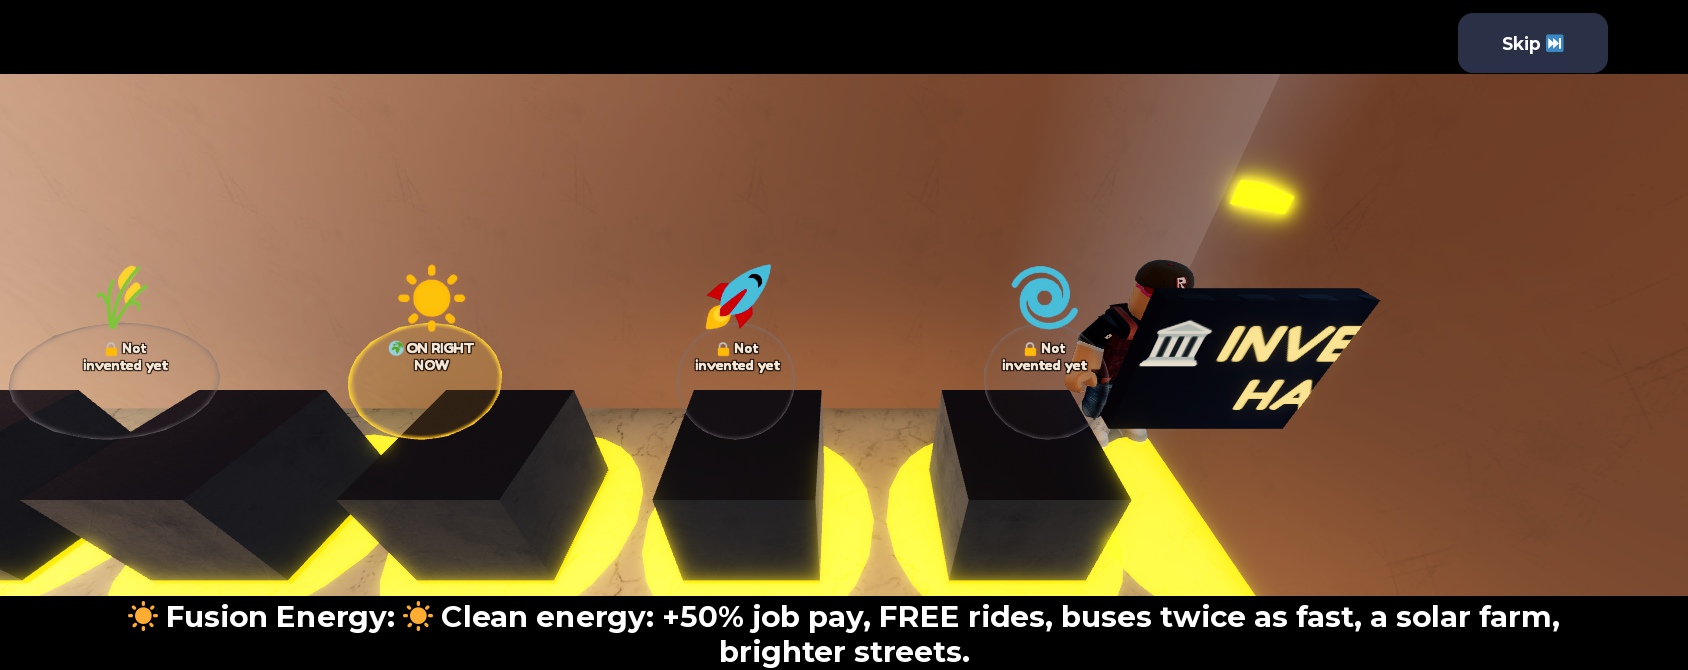 Skip
Not
invented yet
ON RIGHT
NOW
Not
invented yet
Not
invented yet
INVE
HA
Fusion Energy: Clean energy: +50% job pay, FREE rides, buses twice as fast, a solar farm,
brighter streets.